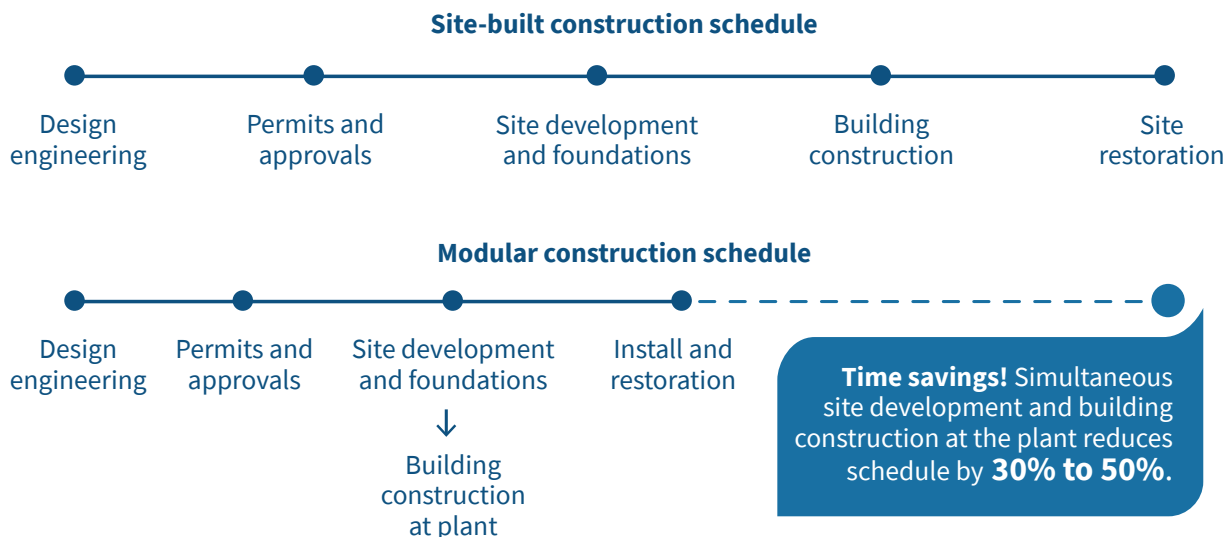 Site-built construction schedule
Design
engineering
Permits and
approvals
Site development
and foundations
Building
construction
Site
restoration
Modular construction schedule
Design
engineering
Permits and
approvals
Site development
and foundations
↓
Building
construction
at plant
Install and
restoration
Time savings! Simultaneous
site development and building
construction at the plant reduces
schedule by 30% to 50%.